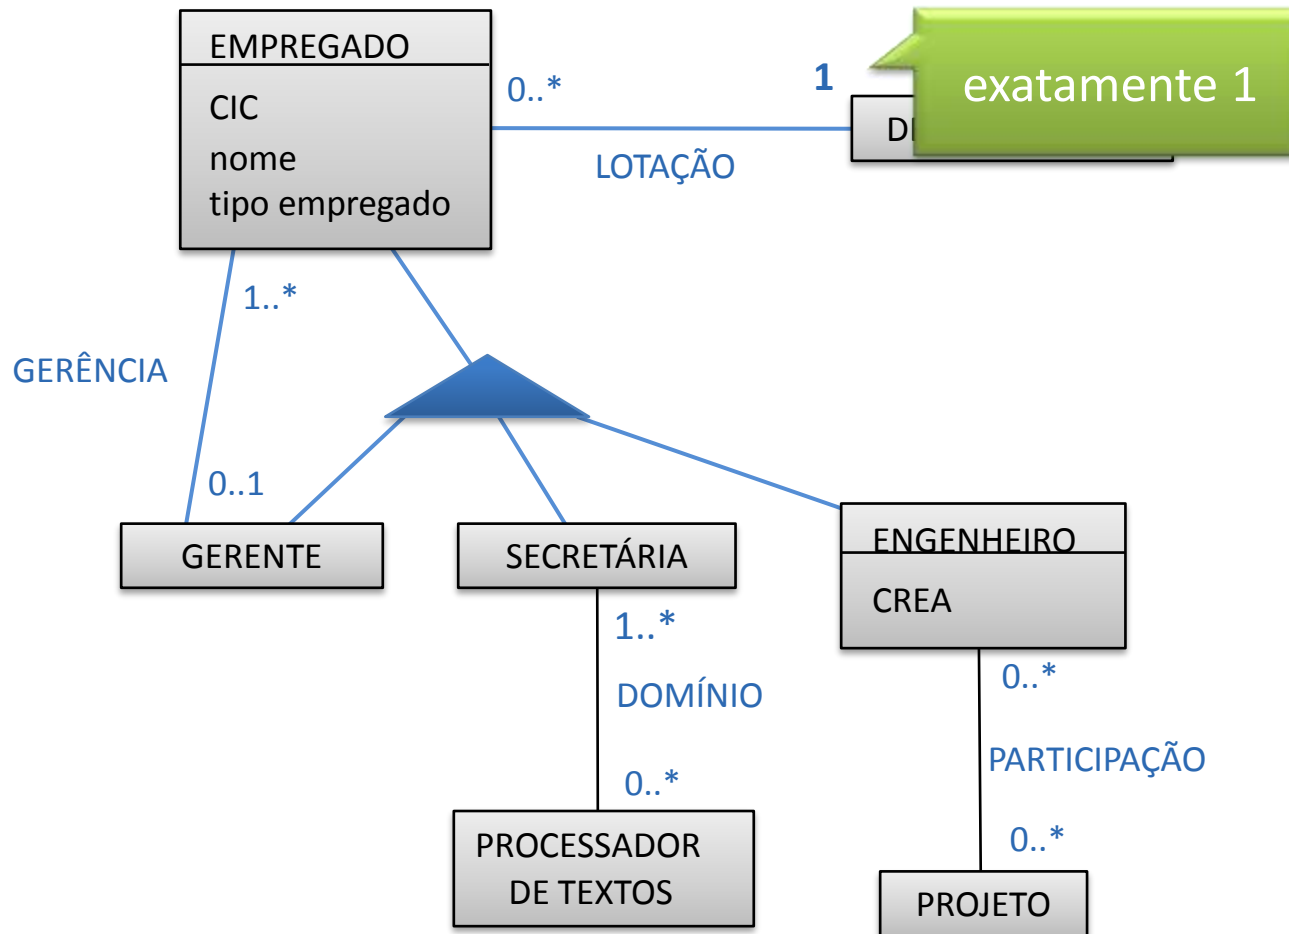 EMPREGADO
CIC
nome
tipo empregado
0..*
1
exatamente 1
LOTAÇÃO
1..*
GERÊNCIA
0..1
GERENTE
SECRETÁRIA
ENGENHEIRO
CREA
1..*
DOMÍNIO
0..*
0..*
PARTICIPAÇÃO
0..*
PROCESSADOR
DE TEXTOS
PROJETO